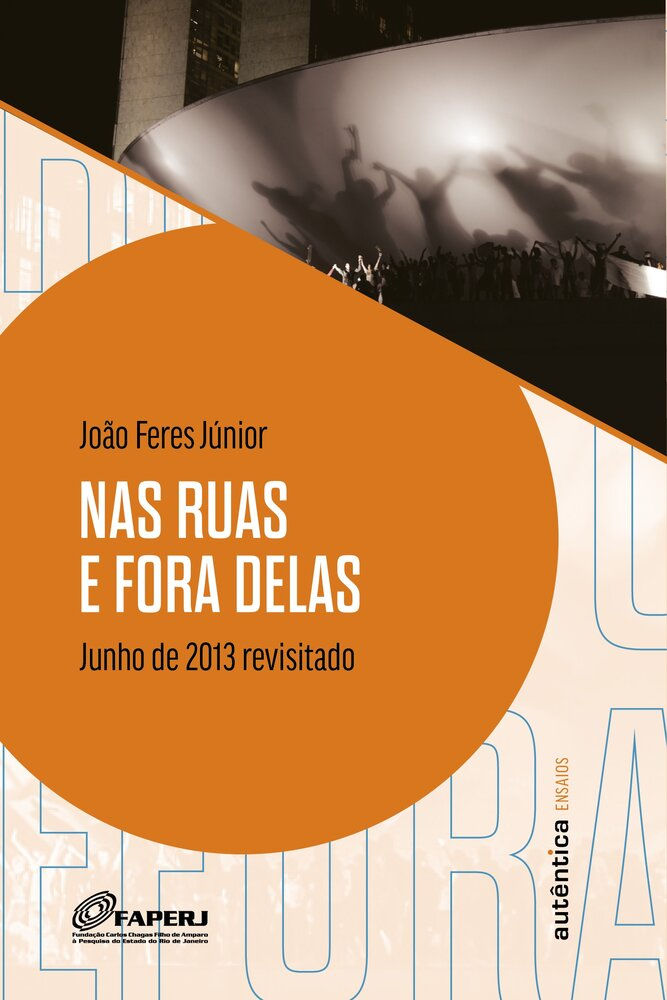 João Feres Júnior
NAS RUAS
E FORA DELAS
Junho de 2013 revisitado
autêntica ENSAIOS
FAPERJ
Fundação Carlos Chagas Filho de Amparo
à Pesquisa do Estado do Rio de Janeiro
E FORA